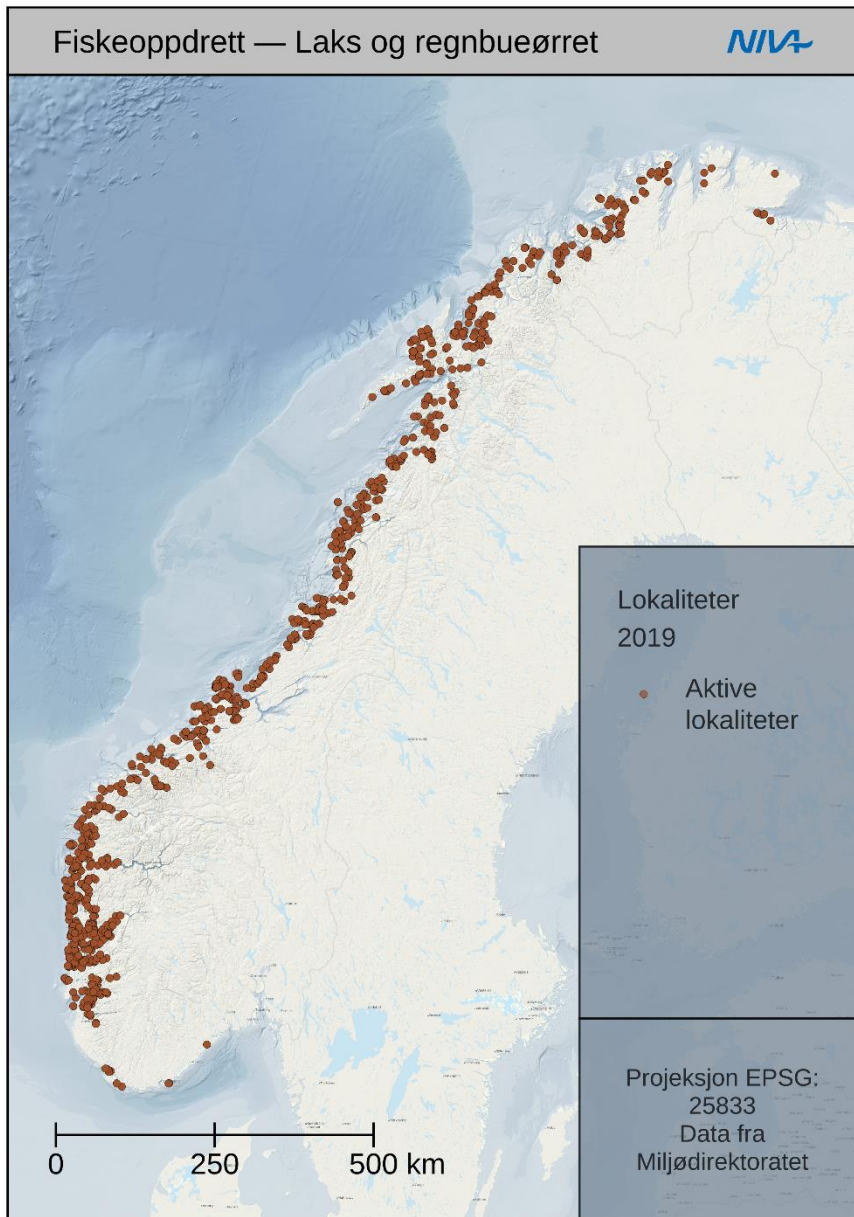 Fiskeoppdrett — Laks og regnbueørret
NIVA
Lokaliteter
2019
Aktive
lokaliteter
Projeksjon EPSG:
25833
Data fra
Miljødirektoratet
0 250 500 km